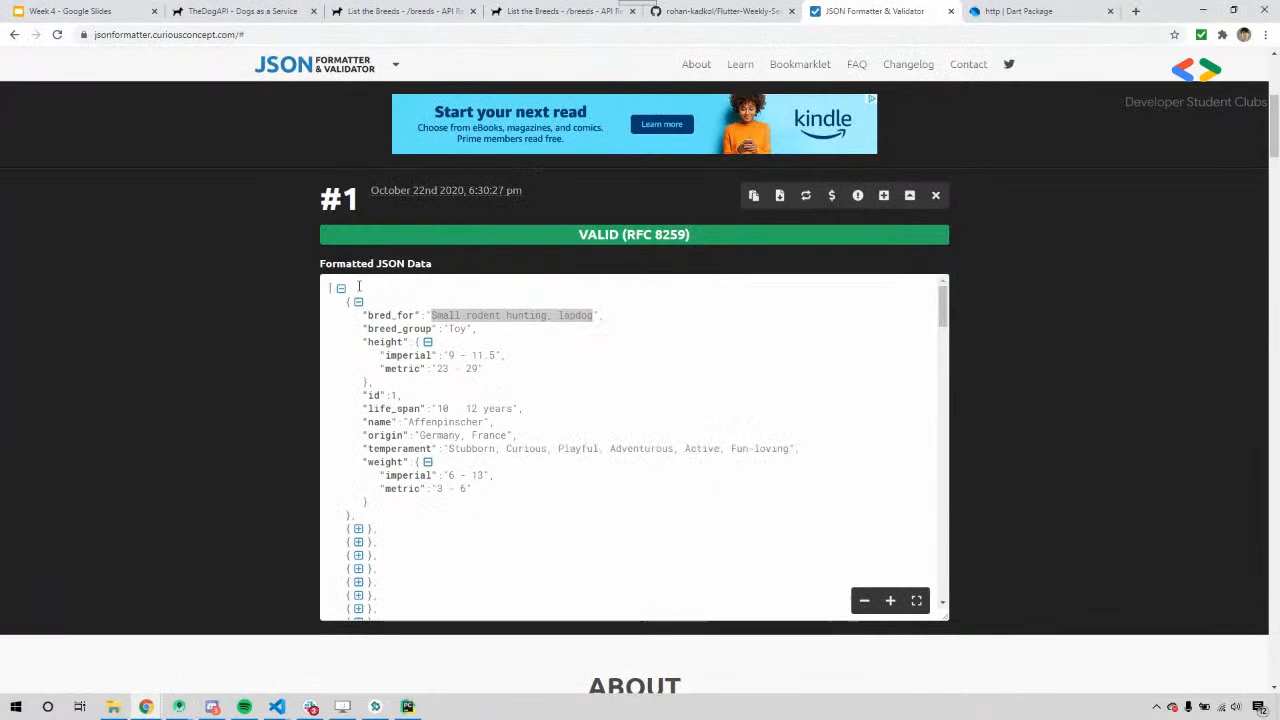 Week 4 - Google Slides
TheDogAPI - Dogs as a Service
List the Breeds - /breeds - API Re
List the Breeds - /breeds - API Re
rohan-kadkol/Flutter-Weekly-Se
JSON Formatter & Validator
http | Dart Package
jsonformatter.curiousconcept.com/#
JSON FORMATTER & VALIDATOR
About
Learn
Bookmarklet
FAQ
Changelog
Contact
Developer Student Clubs
Start your next read
Choose from eBooks, magazines, and comics.
Prime members read free.
Learn more
kindle
#1
October 22nd 2020, 6:30:27 pm
VALID (RFC 8259)
Formatted JSON Data
[
{
"bred_for":"Small rodent hunting, lapdog",
"breed_group":"Toy",
"height":{
"imperial":"9 - 11.5",
"metric":"23 - 29"
},
"id":1,
"life_span":"10   12 years",
"name":"Affenpinscher",
"origin":"Germany, France",
"temperament":"Stubborn, Curious, Playful, Adventurous, Active, Fun-loving",
"weight":{
"imperial":"6 - 13",
"metric":"3 - 6"
}
},
{ },
{ },
{ },
{ },
{ },
{ },
{ },
ABOUT